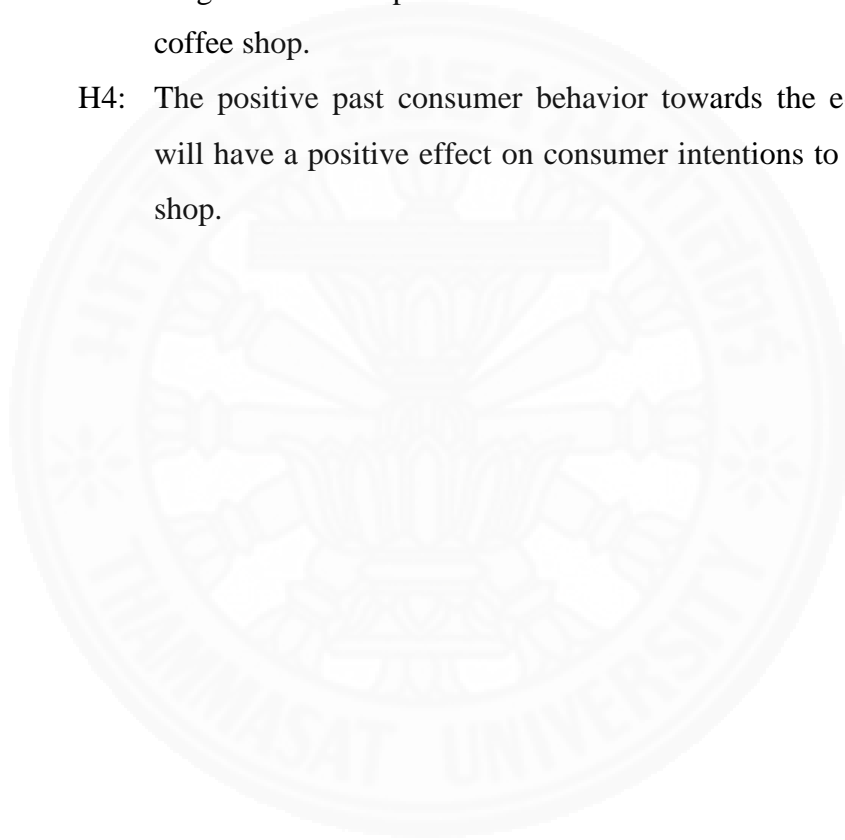 coffee shop.
H4: The positive past consumer behavior towards the e
will have a positive effect on consumer intentions to
shop.
THAMMASAT UNIVERSITY